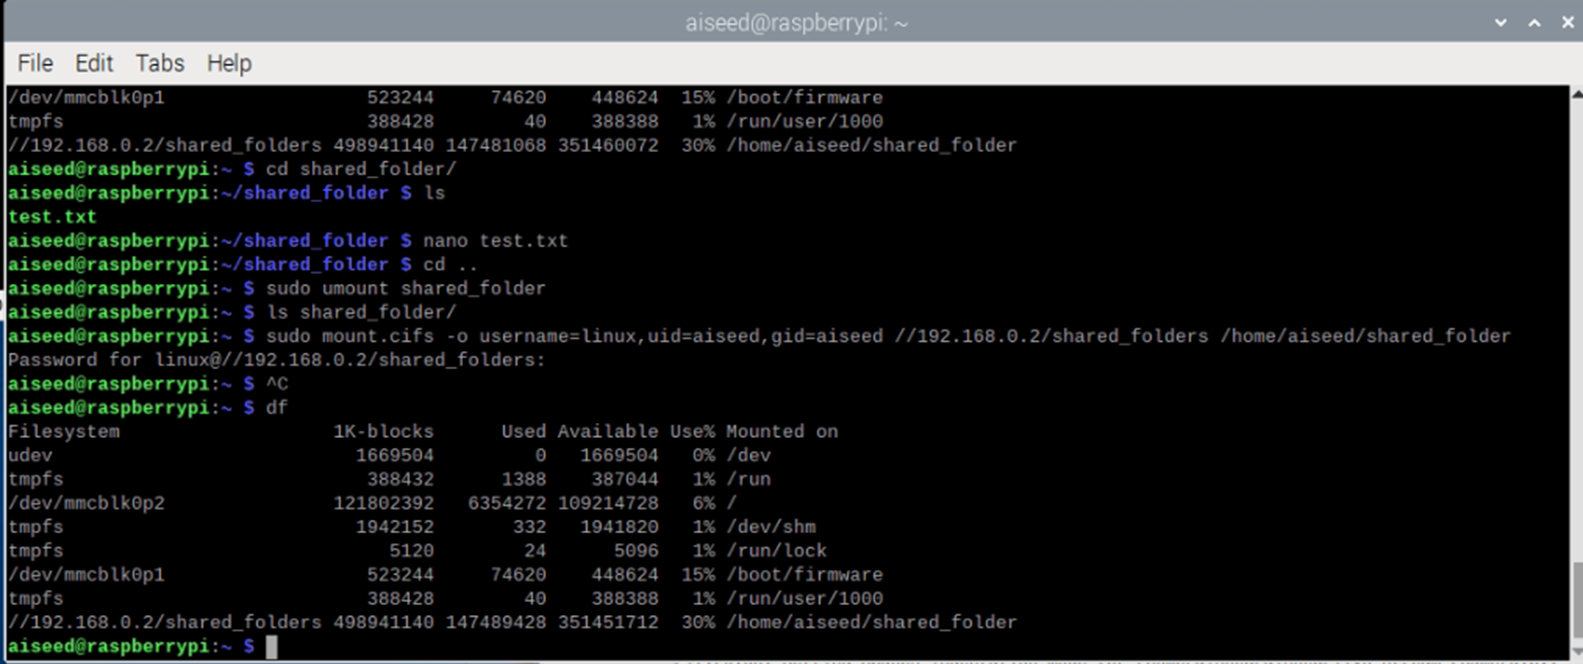 aiseed@raspberrypi: ~
File Edit Tabs Help
/dev/mmcblk0p1 523244 74620 448624 15% /boot/firmware
tmpfs 388428 40 388388 1% /run/user/1000
//192.168.0.2/shared_folders 498941140 147481068 351460072 30% /home/aiseed/shared_folder
aiseed@raspberrypi:~ $ cd shared_folder/
aiseed@raspberrypi:~/shared_folder $ ls
test.txt
aiseed@raspberrypi:~/shared_folder $ nano test.txt
aiseed@raspberrypi:~/shared_folder $ cd ..
aiseed@raspberrypi:~ $ sudo umount shared_folder
aiseed@raspberrypi:~ $ ls shared_folder/
aiseed@raspberrypi:~ $ sudo mount.cifs -o username=linux,uid=aiseed,gid=aiseed //192.168.0.2/shared_folders /home/aiseed/shared_folder
Password for linux@//192.168.0.2/shared_folders:
aiseed@raspberrypi:~ $ ^C
aiseed@raspberrypi:~ $ df
Filesystem 1K-blocks Used Available Use% Mounted on
udev 1669504 0 1669504 0% /dev
tmpfs 388432 1388 387044 1% /run
/dev/mmcblk0p2 121802392 6354272 109214728 6% /
tmpfs 1942152 332 1941820 1% /dev/shm
tmpfs 5120 24 5096 1% /run/lock
/dev/mmcblk0p1 523244 74620 448624 15% /boot/firmware
tmpfs 388428 40 388388 1% /run/user/1000
//192.168.0.2/shared_folders 498941140 147489428 351451712 30% /home/aiseed/shared_folder
aiseed@raspberrypi:~ $